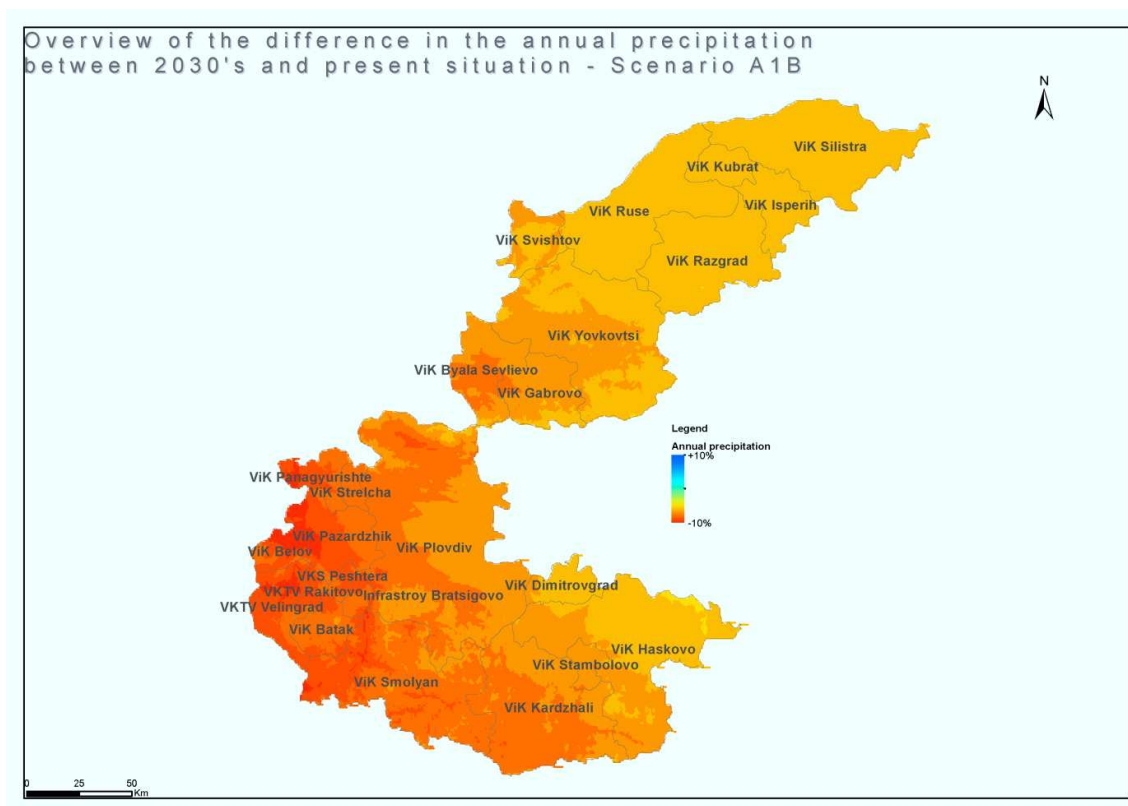 Overview of the difference in the annual precipitation
between 2030's and present situation - Scenario A1B
N
ViK Silistra
ViK Kubrat
ViK Isperih
ViK Ruse
ViK Svishtov
ViK Razgrad
ViK Yovkovtsi
ViK Byala Sevlievo
ViK Gabrovo
Legend
Annual precipitation
+10%
-10%
ViK Panagyurishte
ViK Strelcha
ViK Pazardzhik
ViK Belov
ViK Plovdiv
VKS Peshtera
ViK Dimitrovgrad
VKTV Rakitovo
Infrastroy Bratsigovo
VKTV Velingrad
ViK Batak
ViK Haskovo
ViK Stambolovo
ViK Smolyan
ViK Kardzhali
0 25 50
Km